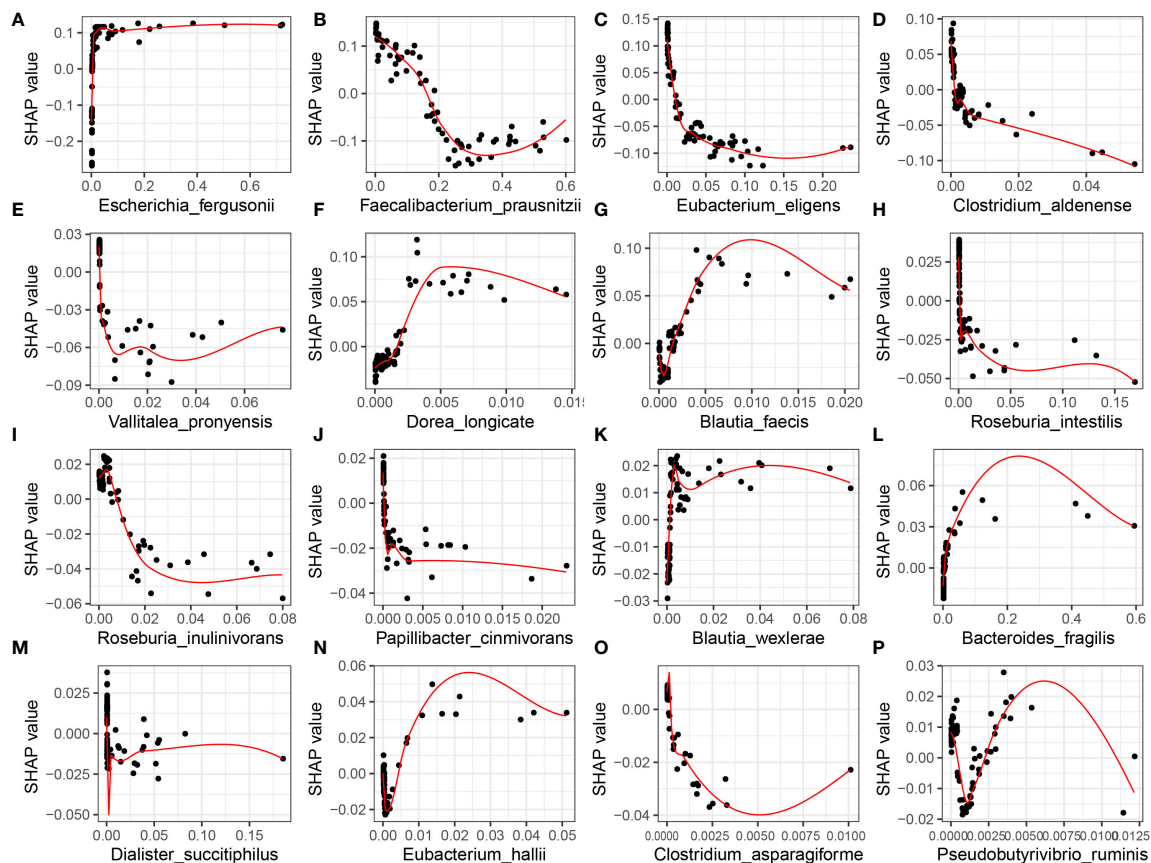 A
SHAP value
0.1
0.0
−0.1
−0.2
0.0 0.2 0.4 0.6
Escherichia_fergusonii
B
SHAP value
0.1
0.0
−0.1
0.0 0.2 0.4 0.6
Faecalibacterium_prausnitzii
C
SHAP value
0.15
0.10
0.05
0.00
−0.05
−0.10
0.00 0.05 0.10 0.15 0.20
Eubacterium_eligens
D
SHAP value
0.10
0.05
0.00
−0.05
−0.10
0.00 0.02 0.04
Clostridium_aldenense
E
SHAP value
0.03
0.00
−0.03
−0.06
−0.09
0.00 0.02 0.04 0.06
Vallitalea_pronyensis
F
SHAP value
0.10
0.05
0.00
0.000 0.005 0.010 0.015
Dorea_longicate
G
SHAP value
0.10
0.05
0.00
0.000 0.005 0.010 0.015 0.020
Blautia_faecis
H
SHAP value
0.025
0.000
−0.025
−0.050
0.00 0.05 0.10 0.15
Roseburia_intestilis
I
SHAP value
0.02
0.00
−0.02
−0.04
−0.06
0.00 0.02 0.04 0.06 0.08
Roseburia_inulinivorans
J
SHAP value
0.02
0.00
−0.02
−0.04
0.000 0.005 0.010 0.015 0.020
Papillibacter_cinmivorans
K
SHAP value
0.02
0.01
0.00
−0.01
−0.02
−0.03
0.00 0.02 0.04 0.06 0.08
Blautia_wexlerae
L
SHAP value
0.06
0.03
0.00
0.0 0.2 0.4 0.6
Bacteroides_fragilis
M
SHAP value
0.025
0.000
−0.025
−0.050
0.00 0.05 0.10 0.15
Dialister_succitiphilus
N
SHAP value
0.06
0.04
0.02
0.00
−0.02
0.00 0.01 0.02 0.03 0.04 0.05
Eubacterium_hallii
O
SHAP value
0.00
−0.02
−0.04
0.0000 0.0025 0.0050 0.0075 0.0100
Clostridium_asparagiforme
P
SHAP value
0.03
0.02
0.01
0.00
−0.01
−0.02
0.0000 0.0025 0.0050 0.0075 0.0100 0.0125
Pseudobutyrivibrio_ruminis